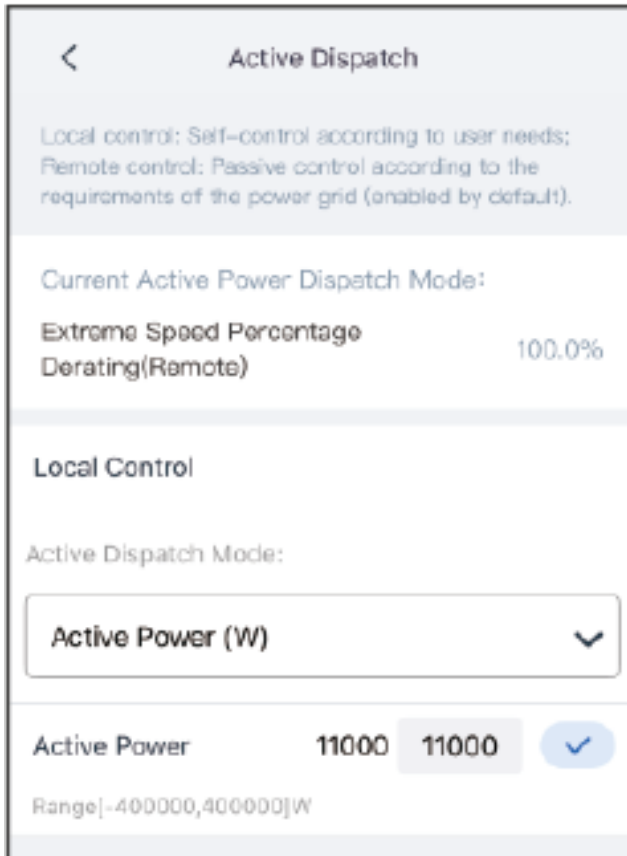 Active Dispatch
Local control: Self-control according to user needs;
Remote control: Passive control according to the
requirements of the power grid (enabled by default).
Current Active Power Dispatch Mode:
Extreme Speed Percentage
Derating(Remote)
100.0%
Local Control
Active Dispatch Mode:
Active Power (W)
Active Power 11000 11000
Range[-400000,400000]W